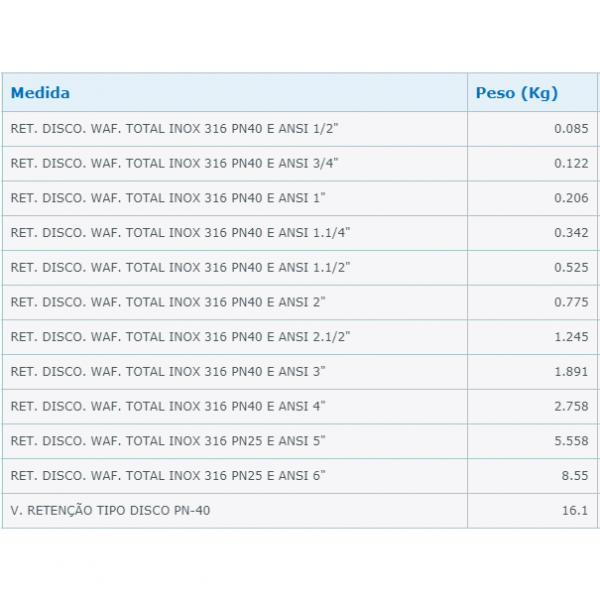 Medida Peso (Kg)
RET. DISCO. WAF. TOTAL INOX 316 PN40 E ANSI 1/2" 0.085
RET. DISCO. WAF. TOTAL INOX 316 PN40 E ANSI 3/4" 0.122
RET. DISCO. WAF. TOTAL INOX 316 PN40 E ANSI 1" 0.206
RET. DISCO. WAF. TOTAL INOX 316 PN40 E ANSI 1.1/4" 0.342
RET. DISCO. WAF. TOTAL INOX 316 PN40 E ANSI 1.1/2" 0.525
RET. DISCO. WAF. TOTAL INOX 316 PN40 E ANSI 2" 0.775
RET. DISCO. WAF. TOTAL INOX 316 PN40 E ANSI 2.1/2" 1.245
RET. DISCO. WAF. TOTAL INOX 316 PN40 E ANSI 3" 1.891
RET. DISCO. WAF. TOTAL INOX 316 PN40 E ANSI 4" 2.758
RET. DISCO. WAF. TOTAL INOX 316 PN25 E ANSI 5" 5.558
RET. DISCO. WAF. TOTAL INOX 316 PN25 E ANSI 6" 8.55
V. RETENÇÃO TIPO DISCO PN-40 16.1